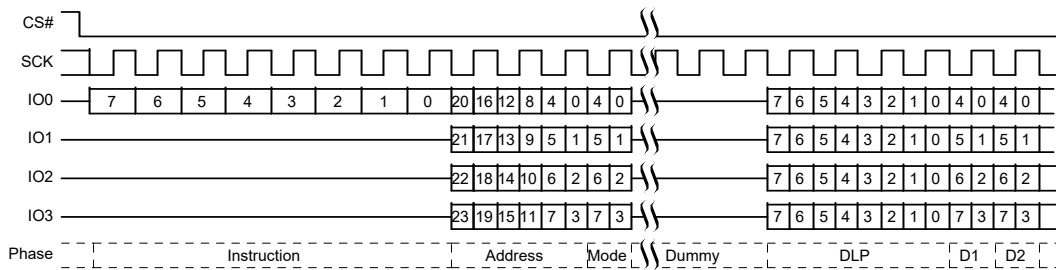 CS#
SCK
IO0 7 6 5 4 3 2 1 0 20 16 12 8 4 0 4 0 7 6 5 4 3 2 1 0 4 0 4 0
IO1 21 17 13 9 5 1 5 1 7 6 5 4 3 2 1 0 5 1 5 1
IO2 22 18 14 10 6 2 6 2 7 6 5 4 3 2 1 0 6 2 6 2
IO3 23 19 15 11 7 3 7 3 7 6 5 4 3 2 1 0 7 3 7 3
Phase Instruction Address Mode Dummy DLP D1 D2